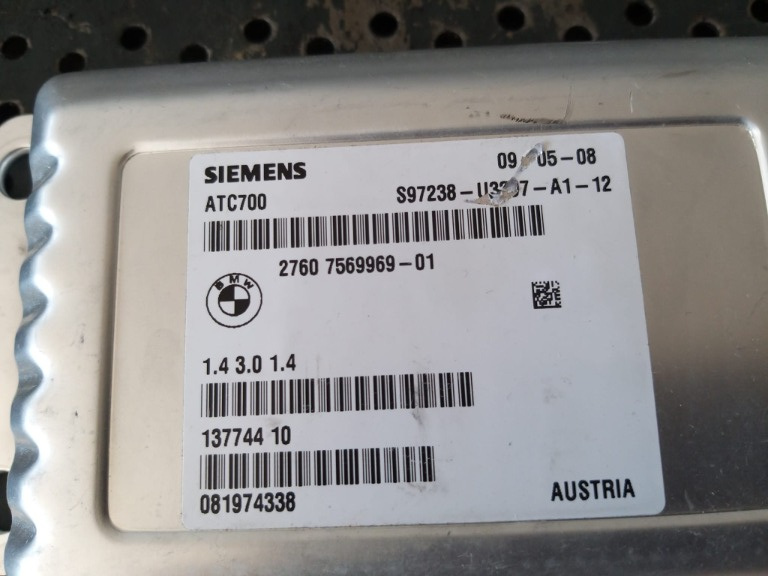 SIEMENS 09-05-08
ATC700
2760 7569969-01
BMW
1.4 3.0 1.4
137744 10
081974338
AUSTRIA